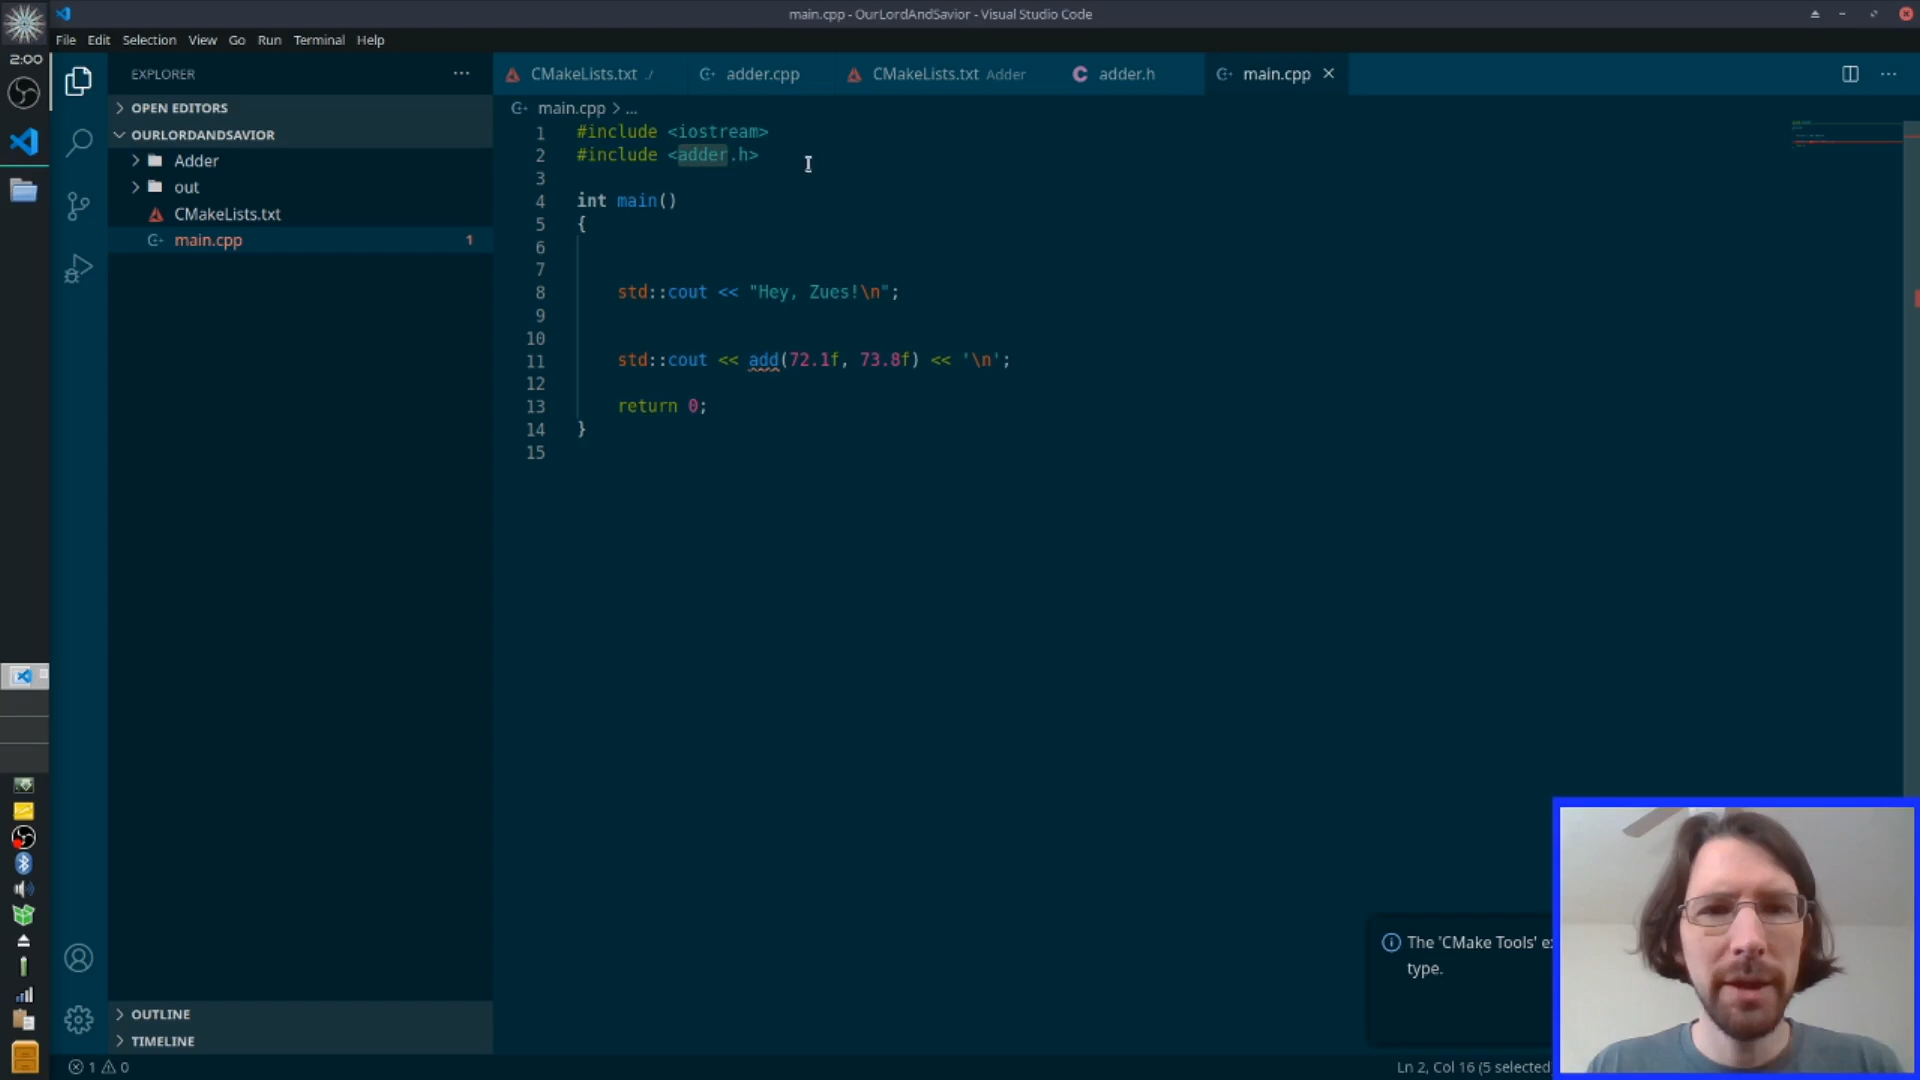 main.cpp - OurLordAndSavior - Visual Studio Code
File Edit Selection View Go Run Terminal Help
2:00
EXPLORER
OPEN EDITORS
OURLORDANDSAVIOR
Adder
out
CMakeLists.txt
main.cpp 1
OUTLINE
TIMELINE
CMakeLists.txt ./ adder.cpp CMakeLists.txt Adder adder.h main.cpp
main.cpp > ...
1 #include <iostream>
2 #include <adder.h>
3
4 int main()
5 {
6
7
8 std::cout << "Hey, Zues!\n";
9
10
11 std::cout << add(72.1f, 73.8f) << '\n';
12
13 return 0;
14 }
15
The 'CMake Tools' ex
type.
1 0 Ln 2, Col 16 (5 selected)